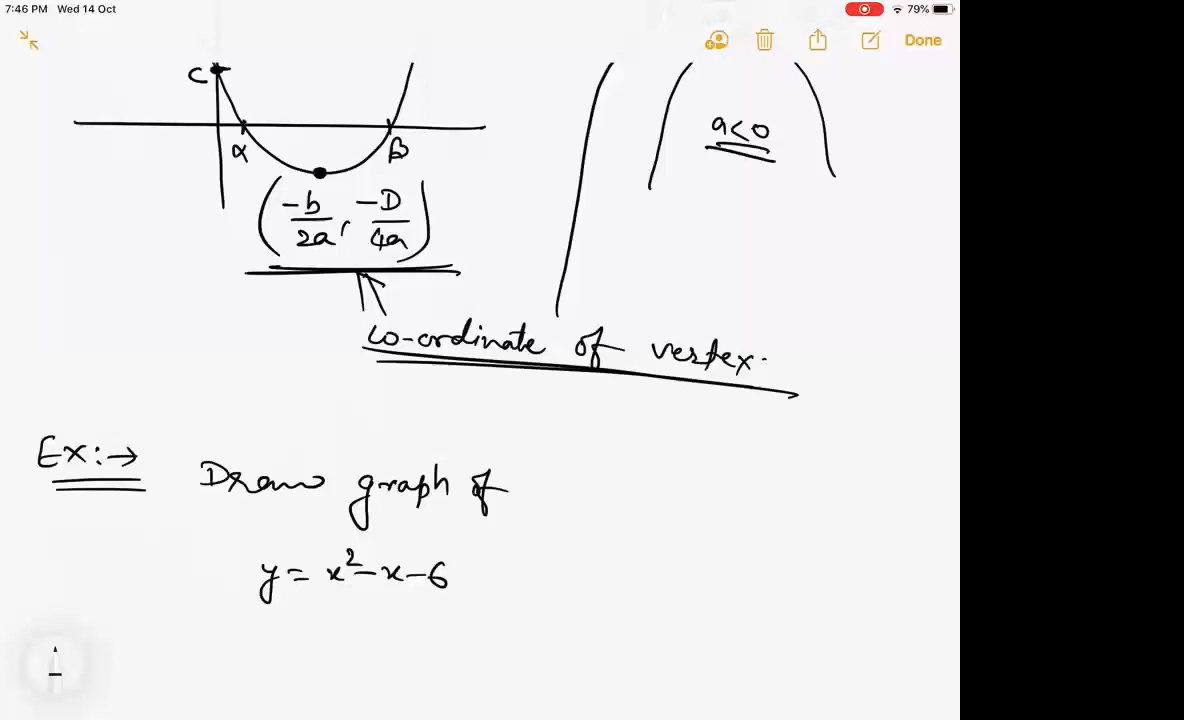 7:46 PM Wed 14 Oct
79%
Done
C
α β
a<0
(-b/2a, -D/4a)
co-ordinate of vertex.
Ex:→ Draw graph of
y = x² - x - 6